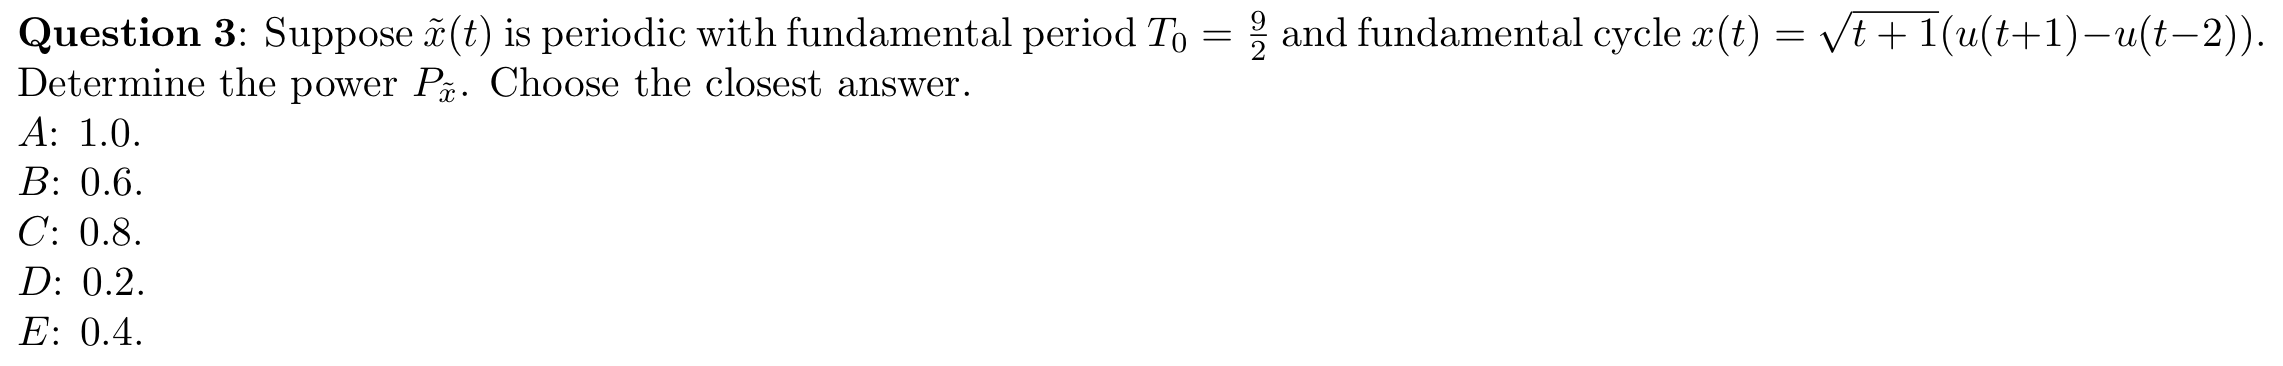 Question 3: Suppose x̃(t) is periodic with fundamental period T₀ = 9/2 and fundamental cycle x(t) = √(t + 1)(u(t+1)−u(t−2)).
Determine the power Pₓ̃. Choose the closest answer.
A: 1.0.
B: 0.6.
C: 0.8.
D: 0.2.
E: 0.4.